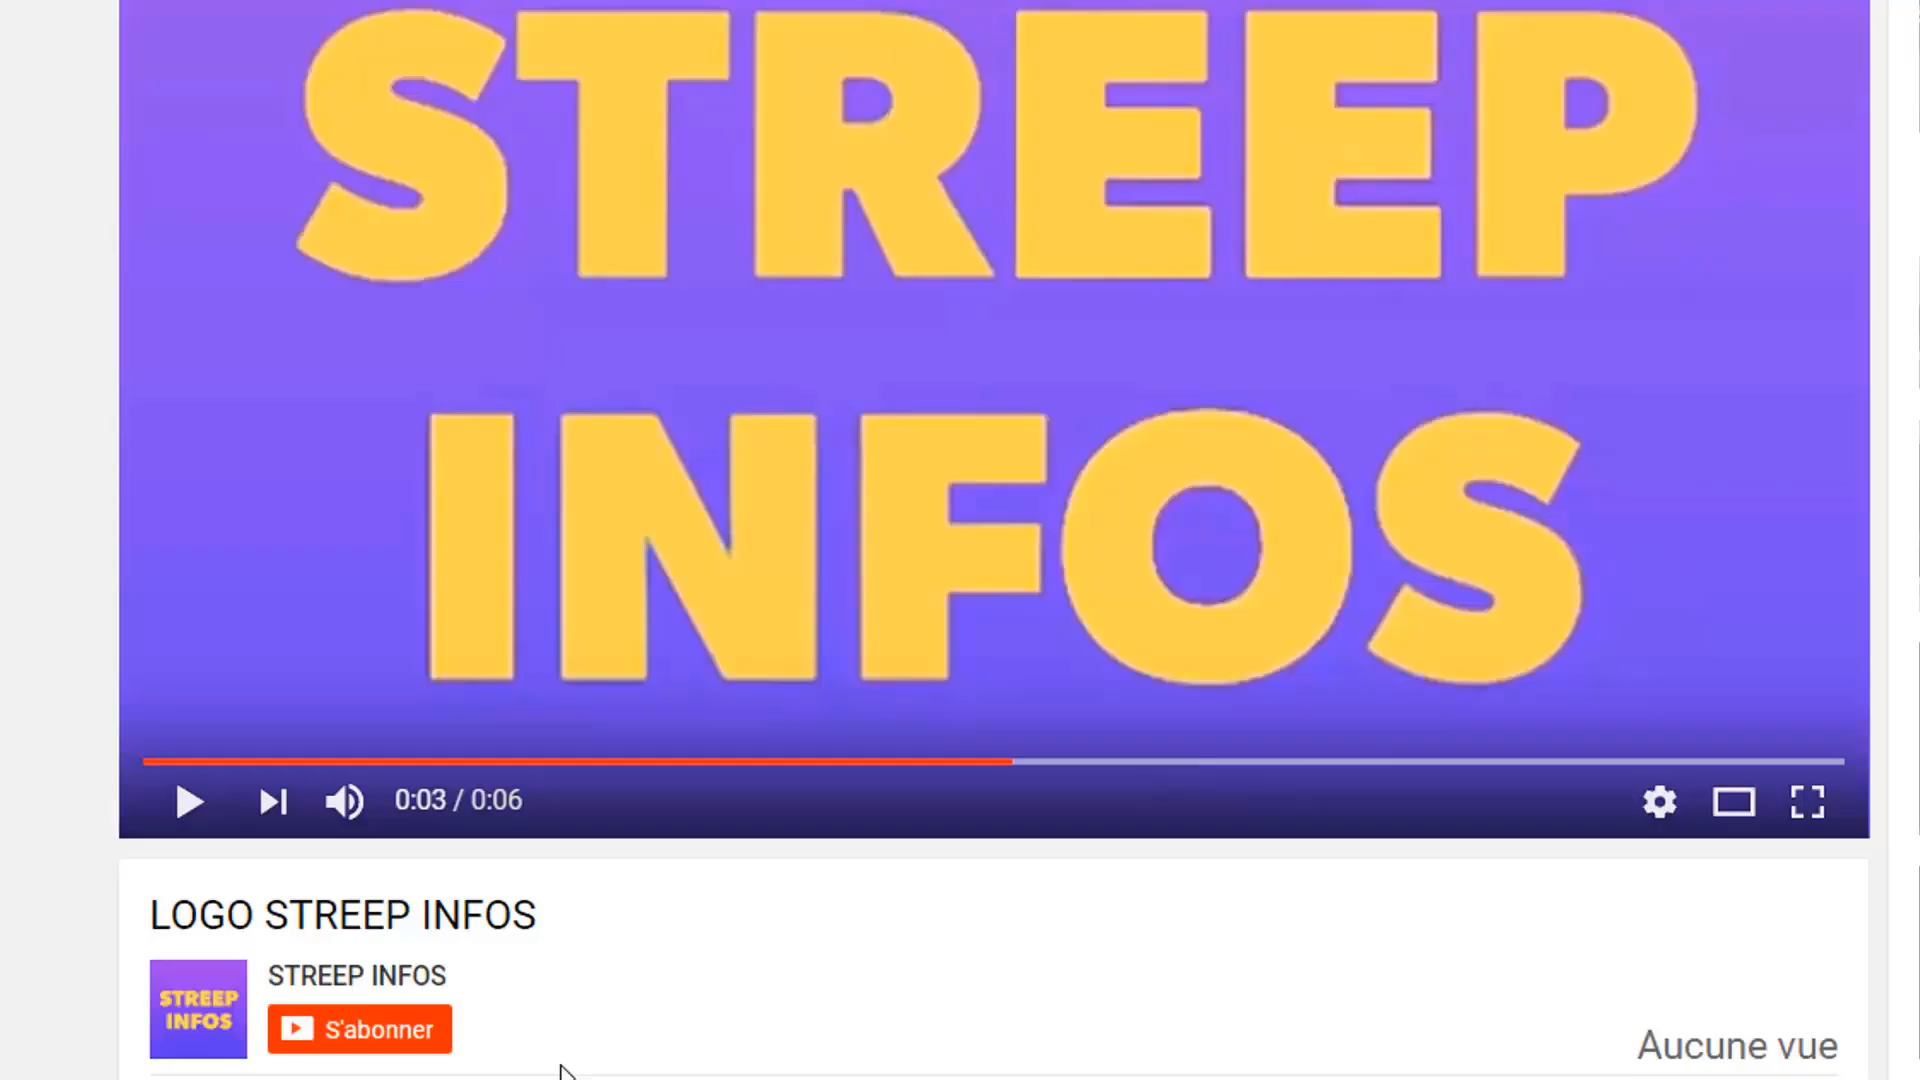 STREEP
INFOS
0:03 / 0:06
LOGO STREEP INFOS
STREEP INFOS
STREEP
INFOS
S'abonner
Aucune vue